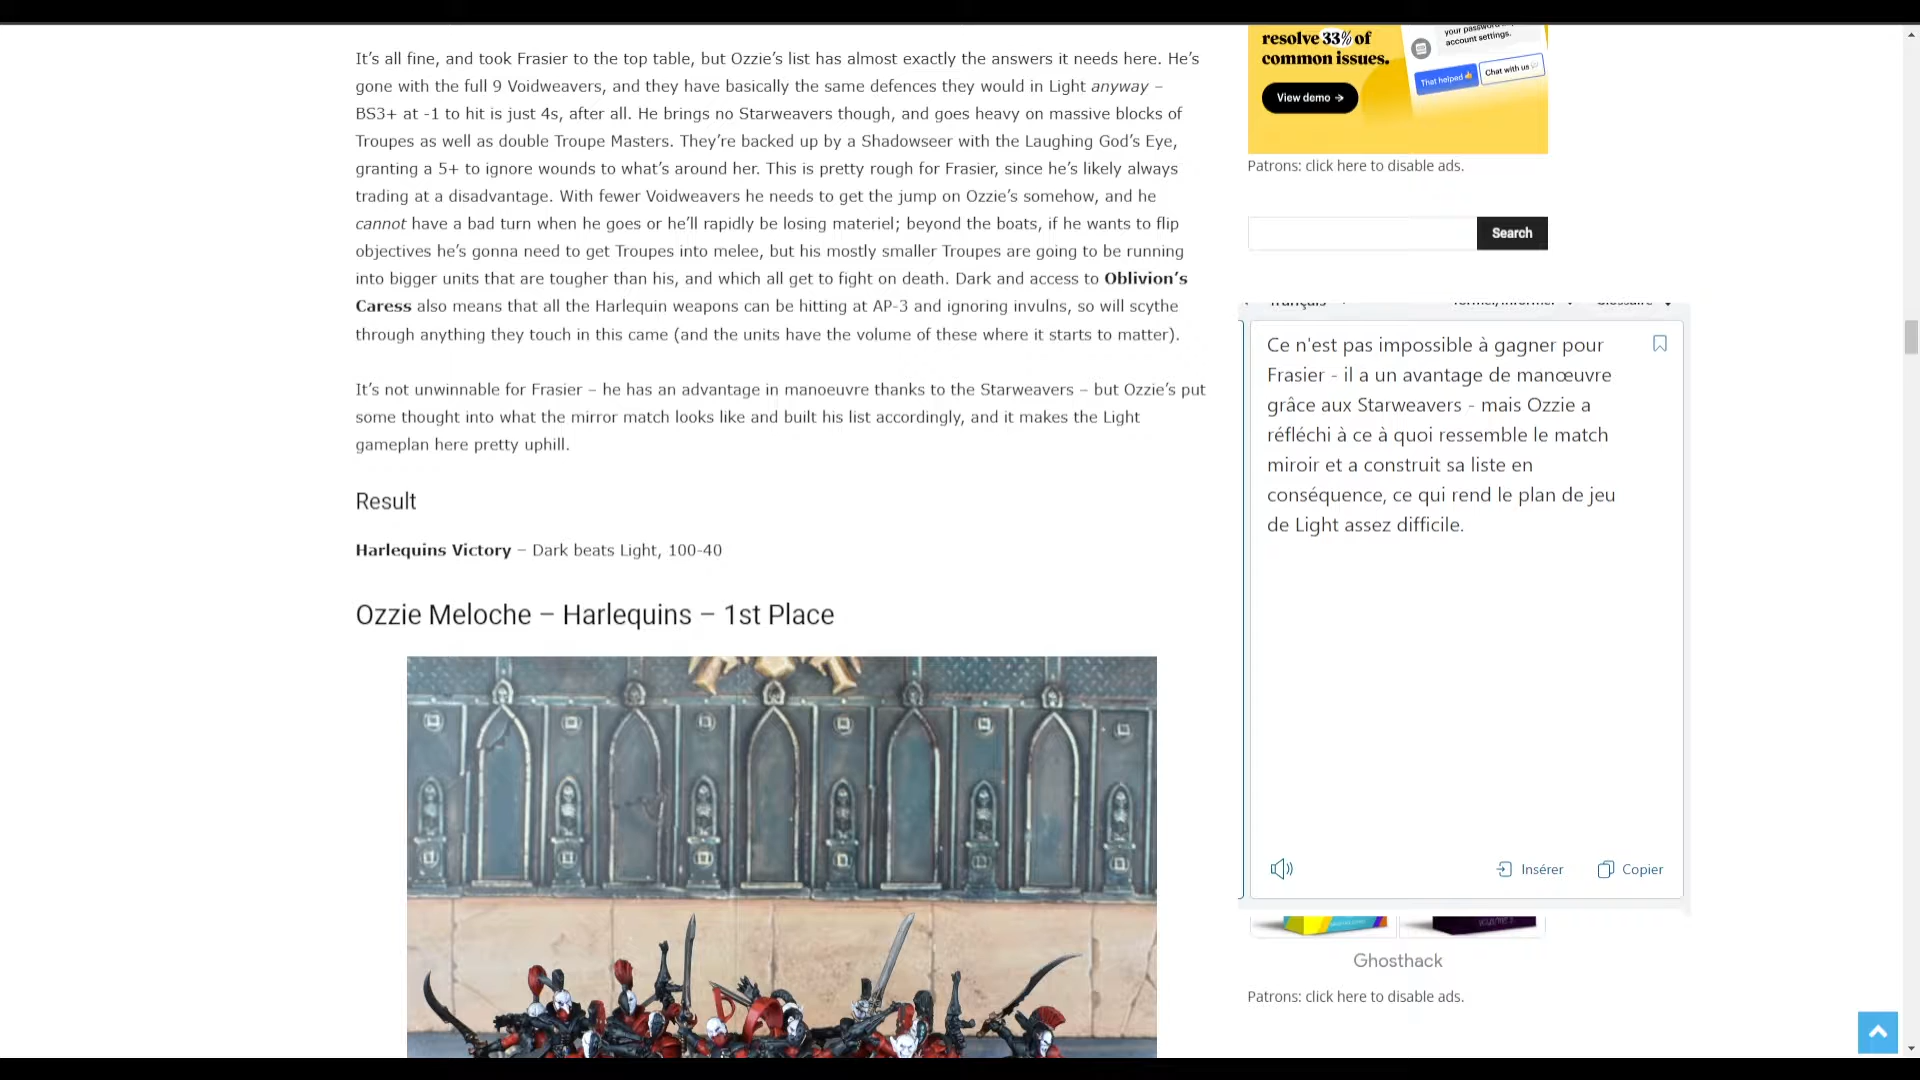 It’s all fine, and took Frasier to the top table, but Ozzie’s list has almost exactly the answers it needs here. He’s
gone with the full 9 Voidweavers, and they have basically the same defences they would in Light anyway –
BS3+ at -1 to hit is just 4s, after all. He brings no Starweavers though, and goes heavy on massive blocks of
Troupes as well as double Troupe Masters. They’re backed up by a Shadowseer with the Laughing God’s Eye,
granting a 5+ to ignore wounds to what’s around her. This is pretty rough for Frasier, since he’s likely always
trading at a disadvantage. With fewer Voidweavers he needs to get the jump on Ozzie’s somehow, and he
cannot have a bad turn when he goes or he’ll rapidly be losing materiel; beyond the boats, if he wants to flip
objectives he’s gonna need to get Troupes into melee, but his mostly smaller Troupes are going to be running
into bigger units that are tougher than his, and which all get to fight on death. Dark and access to Oblivion’s
Caress also means that all the Harlequin weapons can be hitting at AP-3 and ignoring invulns, so will scythe
through anything they touch in this came (and the units have the volume of these where it starts to matter).
It’s not unwinnable for Frasier – he has an advantage in manoeuvre thanks to the Starweavers – but Ozzie’s put
some thought into what the mirror match looks like and built his list accordingly, and it makes the Light
gameplan here pretty uphill.
Result
Harlequins Victory – Dark beats Light, 100-40
Ozzie Meloche – Harlequins – 1st Place
resolve 33% of
common issues.
View demo →
your password
account settings.
That helped
Chat with us
Patrons: click here to disable ads.
Search
Ce n'est pas impossible à gagner pour
Frasier - il a un avantage de manœuvre
grâce aux Starweavers - mais Ozzie a
réfléchi à ce à quoi ressemble le match
miroir et a construit sa liste en
conséquence, ce qui rend le plan de jeu
de Light assez difficile.
Insérer
Copier
Ghosthack
Patrons: click here to disable ads.